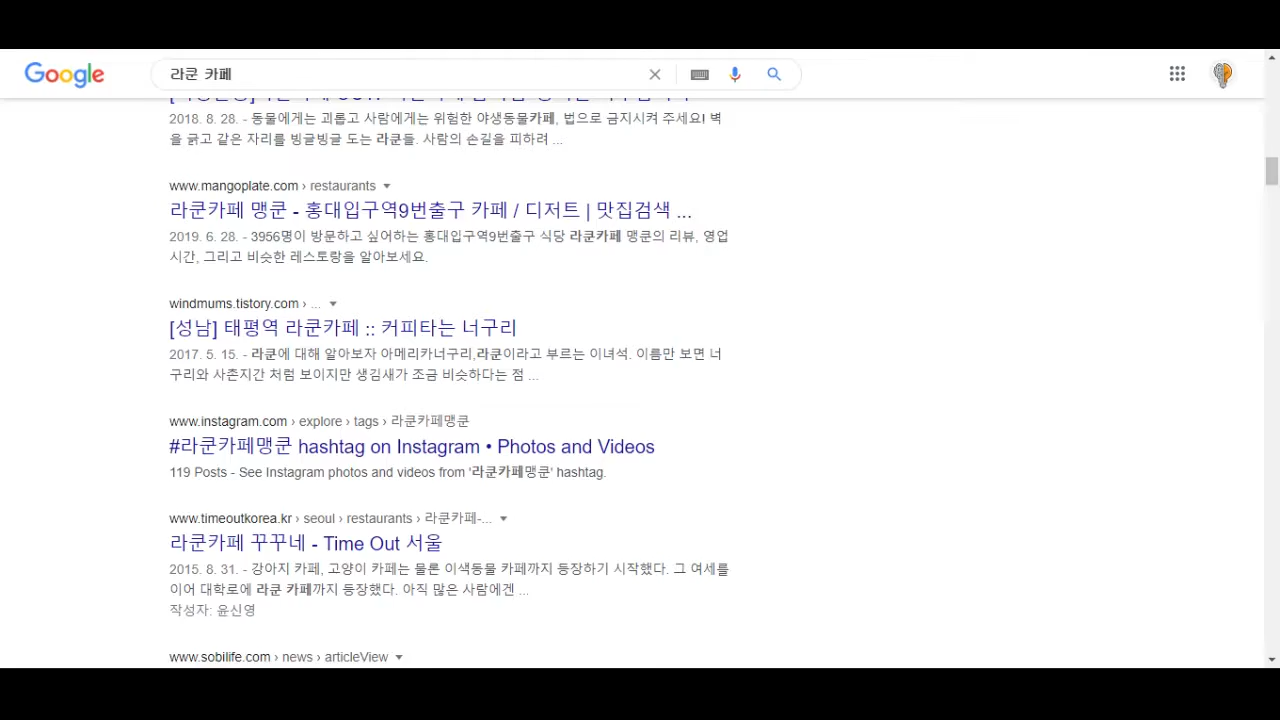 Google
라쿤 카페
2018. 8. 28. - 동물에게는 괴롭고 사람에게는 위험한 야생동물카페, 법으로 금지시켜 주세요! 벽
을 긁고 같은 자리를 빙글빙글 도는 라쿤들. 사람의 손길을 피하려 ...
www.mangoplate.com › restaurants
라쿤카페 맹쿤 - 홍대입구역9번출구 카페 / 디저트 | 맛집검색 ...
2019. 6. 28. - 3956명이 방문하고 싶어하는 홍대입구역9번출구 식당 라쿤카페 맹쿤의 리뷰, 영업
시간, 그리고 비슷한 레스토랑을 알아보세요.
windmums.tistory.com › ...
[성남] 태평역 라쿤카페 :: 커피타는 너구리
2017. 5. 15. - 라쿤에 대해 알아보자 아메리카너구리,라쿤이라고 부르는 이녀석. 이름만 보면 너
구리와 사촌지간 처럼 보이지만 생김새가 조금 비슷하다는 점 ...
www.instagram.com › explore › tags › 라쿤카페맹쿤
#라쿤카페맹쿤 hashtag on Instagram • Photos and Videos
119 Posts - See Instagram photos and videos from '라쿤카페맹쿤' hashtag.
www.timeoutkorea.kr › seoul › restaurants › 라쿤카페-...
라쿤카페 꾸꾸네 - Time Out 서울
2015. 8. 31. - 강아지 카페, 고양이 카페는 물론 이색동물 카페까지 등장하기 시작했다. 그 여세를
이어 대학로에 라쿤 카페까지 등장했다. 아직 많은 사람에겐 ...
작성자: 윤신영
www.sobilife.com › news › articleView